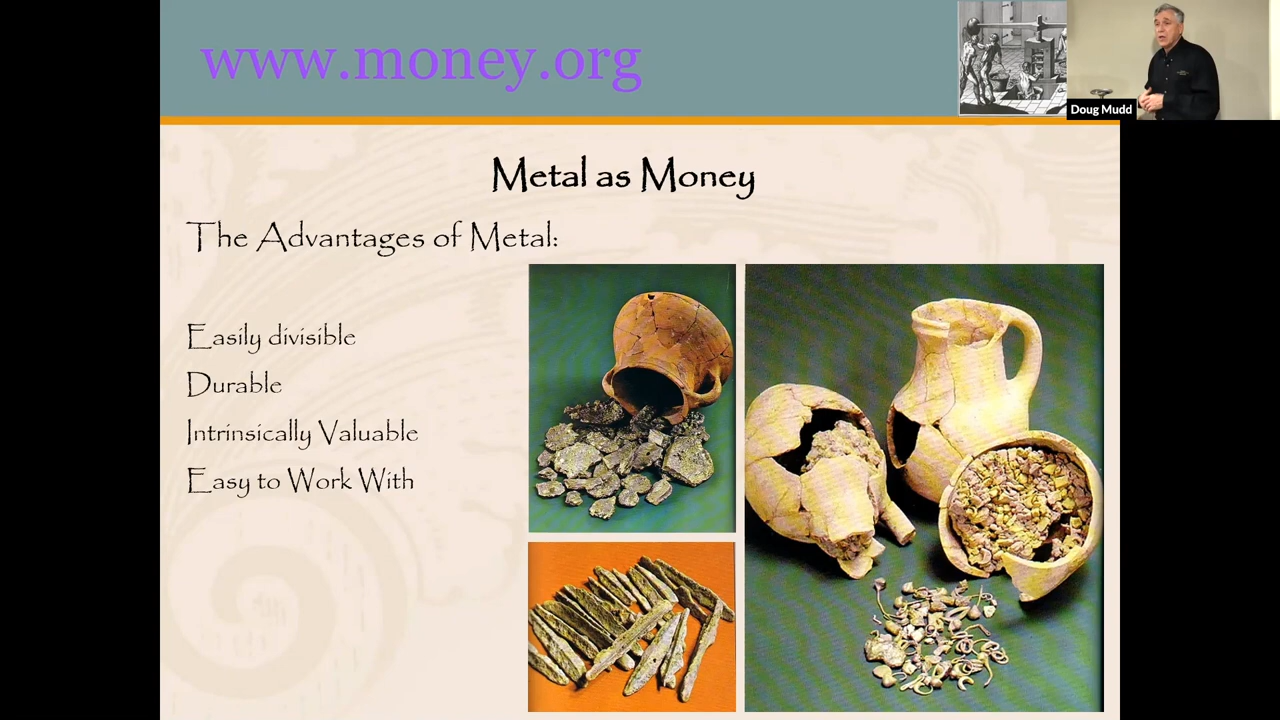 www.money.org
Doug Mudd
Metal as Money
The Advantages of Metal:
Easily divisible
Durable
Intrinsically Valuable
Easy to Work With